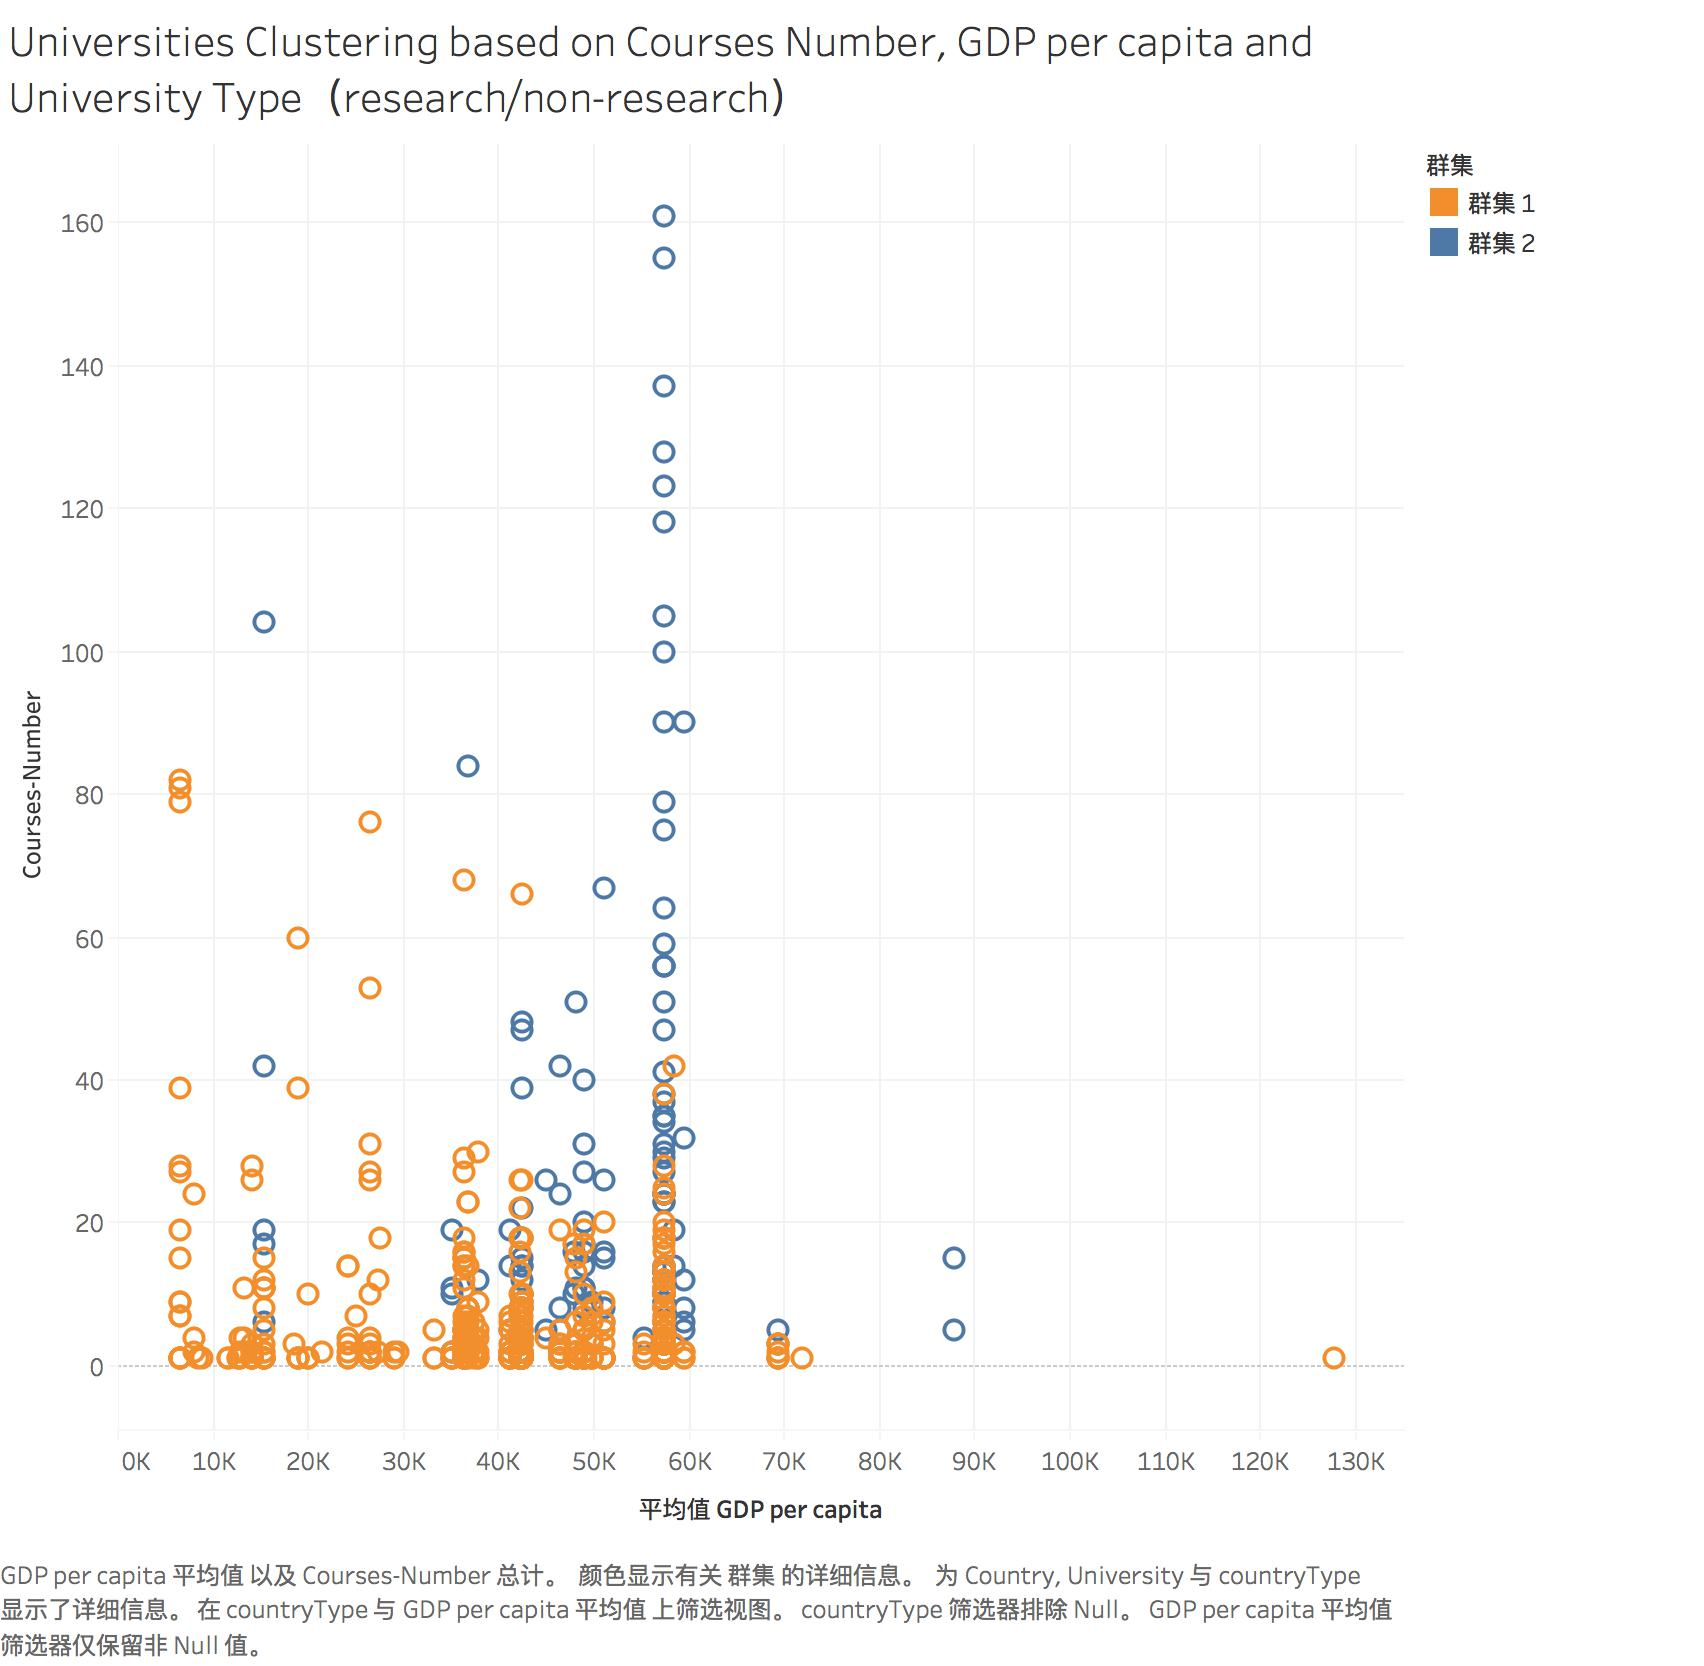 Universities Clustering based on Courses Number, GDP per capita and
University Type（research/non-research）
群集
群集 1
群集 2
160
140
120
100
80
60
40
20
0
Courses-Number
0K 10K 20K 30K 40K 50K 60K 70K 80K 90K 100K 110K 120K 130K
平均值 GDP per capita
GDP per capita 平均值 以及 Courses-Number 总计。 颜色显示有关 群集 的详细信息。 为 Country, University 与 countryType
显示了详细信息。 在 countryType 与 GDP per capita 平均值 上筛选视图。 countryType 筛选器排除 Null。 GDP per capita 平均值
筛选器仅保留非 Null 值。